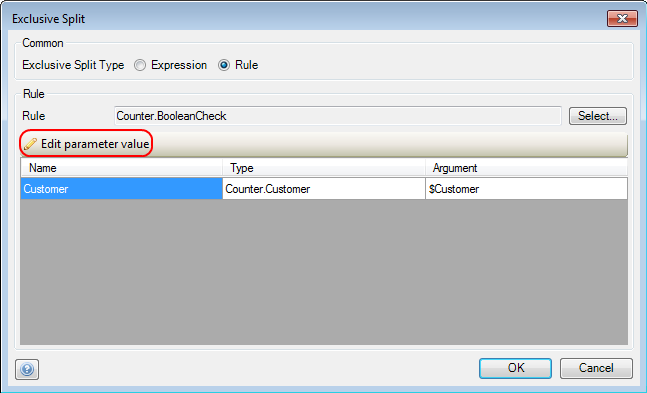 Exclusive Split
Common
Exclusive Split Type Expression Rule
Rule
Rule Counter.BooleanCheck Select...
Edit parameter value
Name Type Argument
Customer Counter.Customer $Customer
? OK Cancel